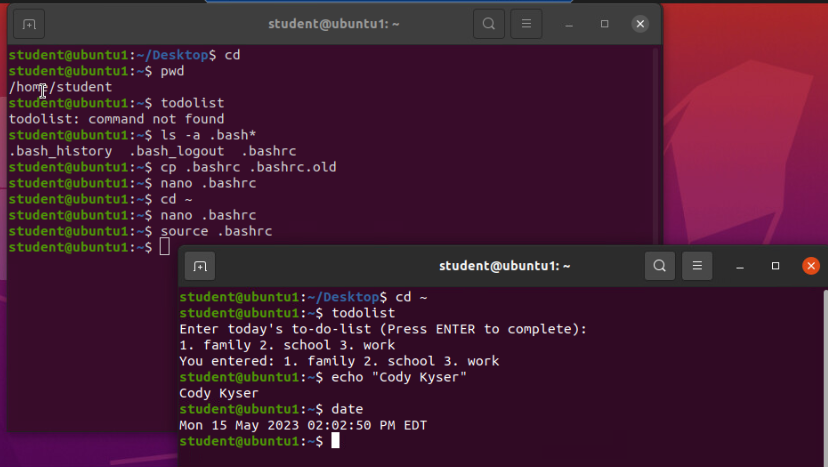 student@ubuntu1: ~
student@ubuntu1:~/Desktop$ cd
student@ubuntu1:~$ pwd
/home/student
student@ubuntu1:~$ todolist
todolist: command not found
student@ubuntu1:~$ ls -a .bash*
.bash_history  .bash_logout  .bashrc
student@ubuntu1:~$ cp .bashrc .bashrc.old
student@ubuntu1:~$ nano .bashrc
student@ubuntu1:~$ cd ~
student@ubuntu1:~$ nano .bashrc
student@ubuntu1:~$ source .bashrc
student@ubuntu1:~$
student@ubuntu1: ~
student@ubuntu1:~/Desktop$ cd ~
student@ubuntu1:~$ todolist
Enter today's to-do-list (Press ENTER to complete):
1. family 2. school 3. work
You entered: 1. family 2. school 3. work
student@ubuntu1:~$ echo "Cody Kyser"
Cody Kyser
student@ubuntu1:~$ date
Mon 15 May 2023 02:02:50 PM EDT
student@ubuntu1:~$